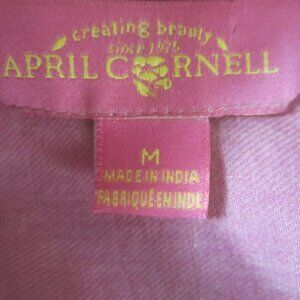 creating beauty
since 1975
APRIL CORNELL
M
MADE IN INDIA
FABRIQUÉ EN INDE